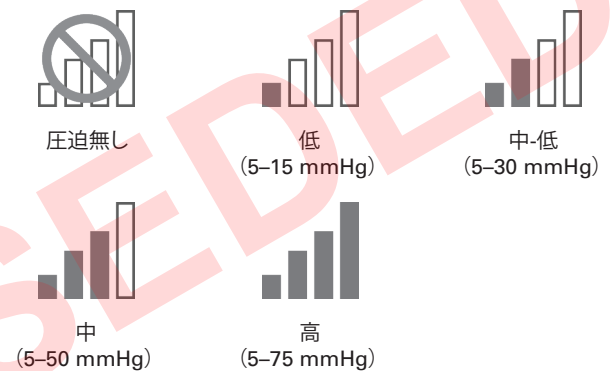 圧迫無し
低
（5–15 mmHg）
中-低
（5–30 mmHg）
中
（5–50 mmHg）
高
（5–75 mmHg）